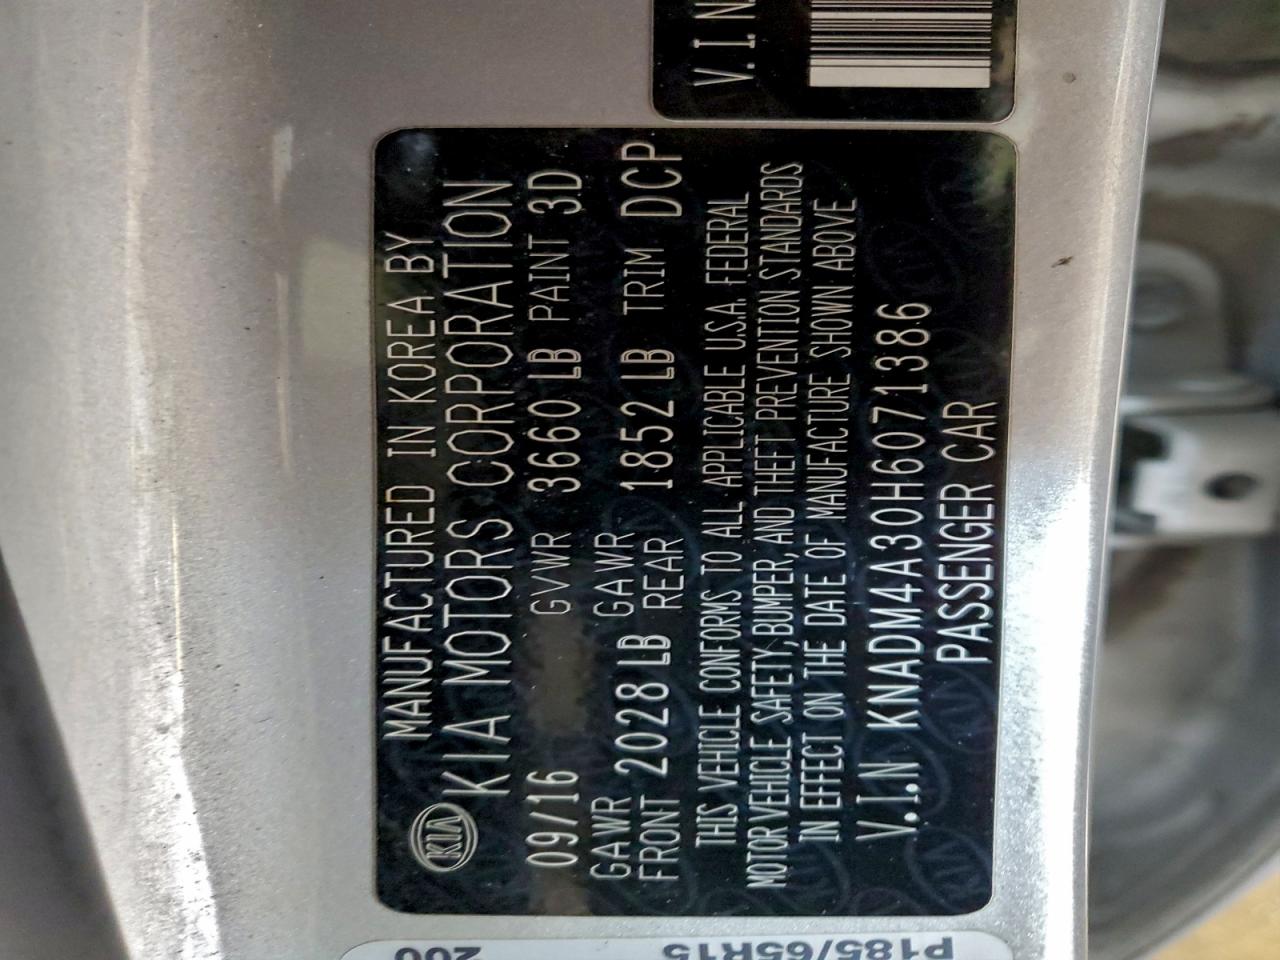 MANUFACTURED IN KOREA BY
KIA KIA MOTORS CORPORATION
09/16 GVWR 3660 LB PAINT 3D
GAWR FRONT 2028 LB GAWR REAR 1852 LB TRIM DCP
THIS VEHICLE CONFORMS TO ALL APPLICABLE U.S.A. FEDERAL
MOTOR VEHICLE SAFETY, BUMPER, AND THEFT PREVENTION STANDARDS
IN EFFECT ON THE DATE OF MANUFACTURE SHOWN ABOVE
V.I.N KNADM4A30H6071386
PASSENGER CAR
V.I.N
P185/65R15
200